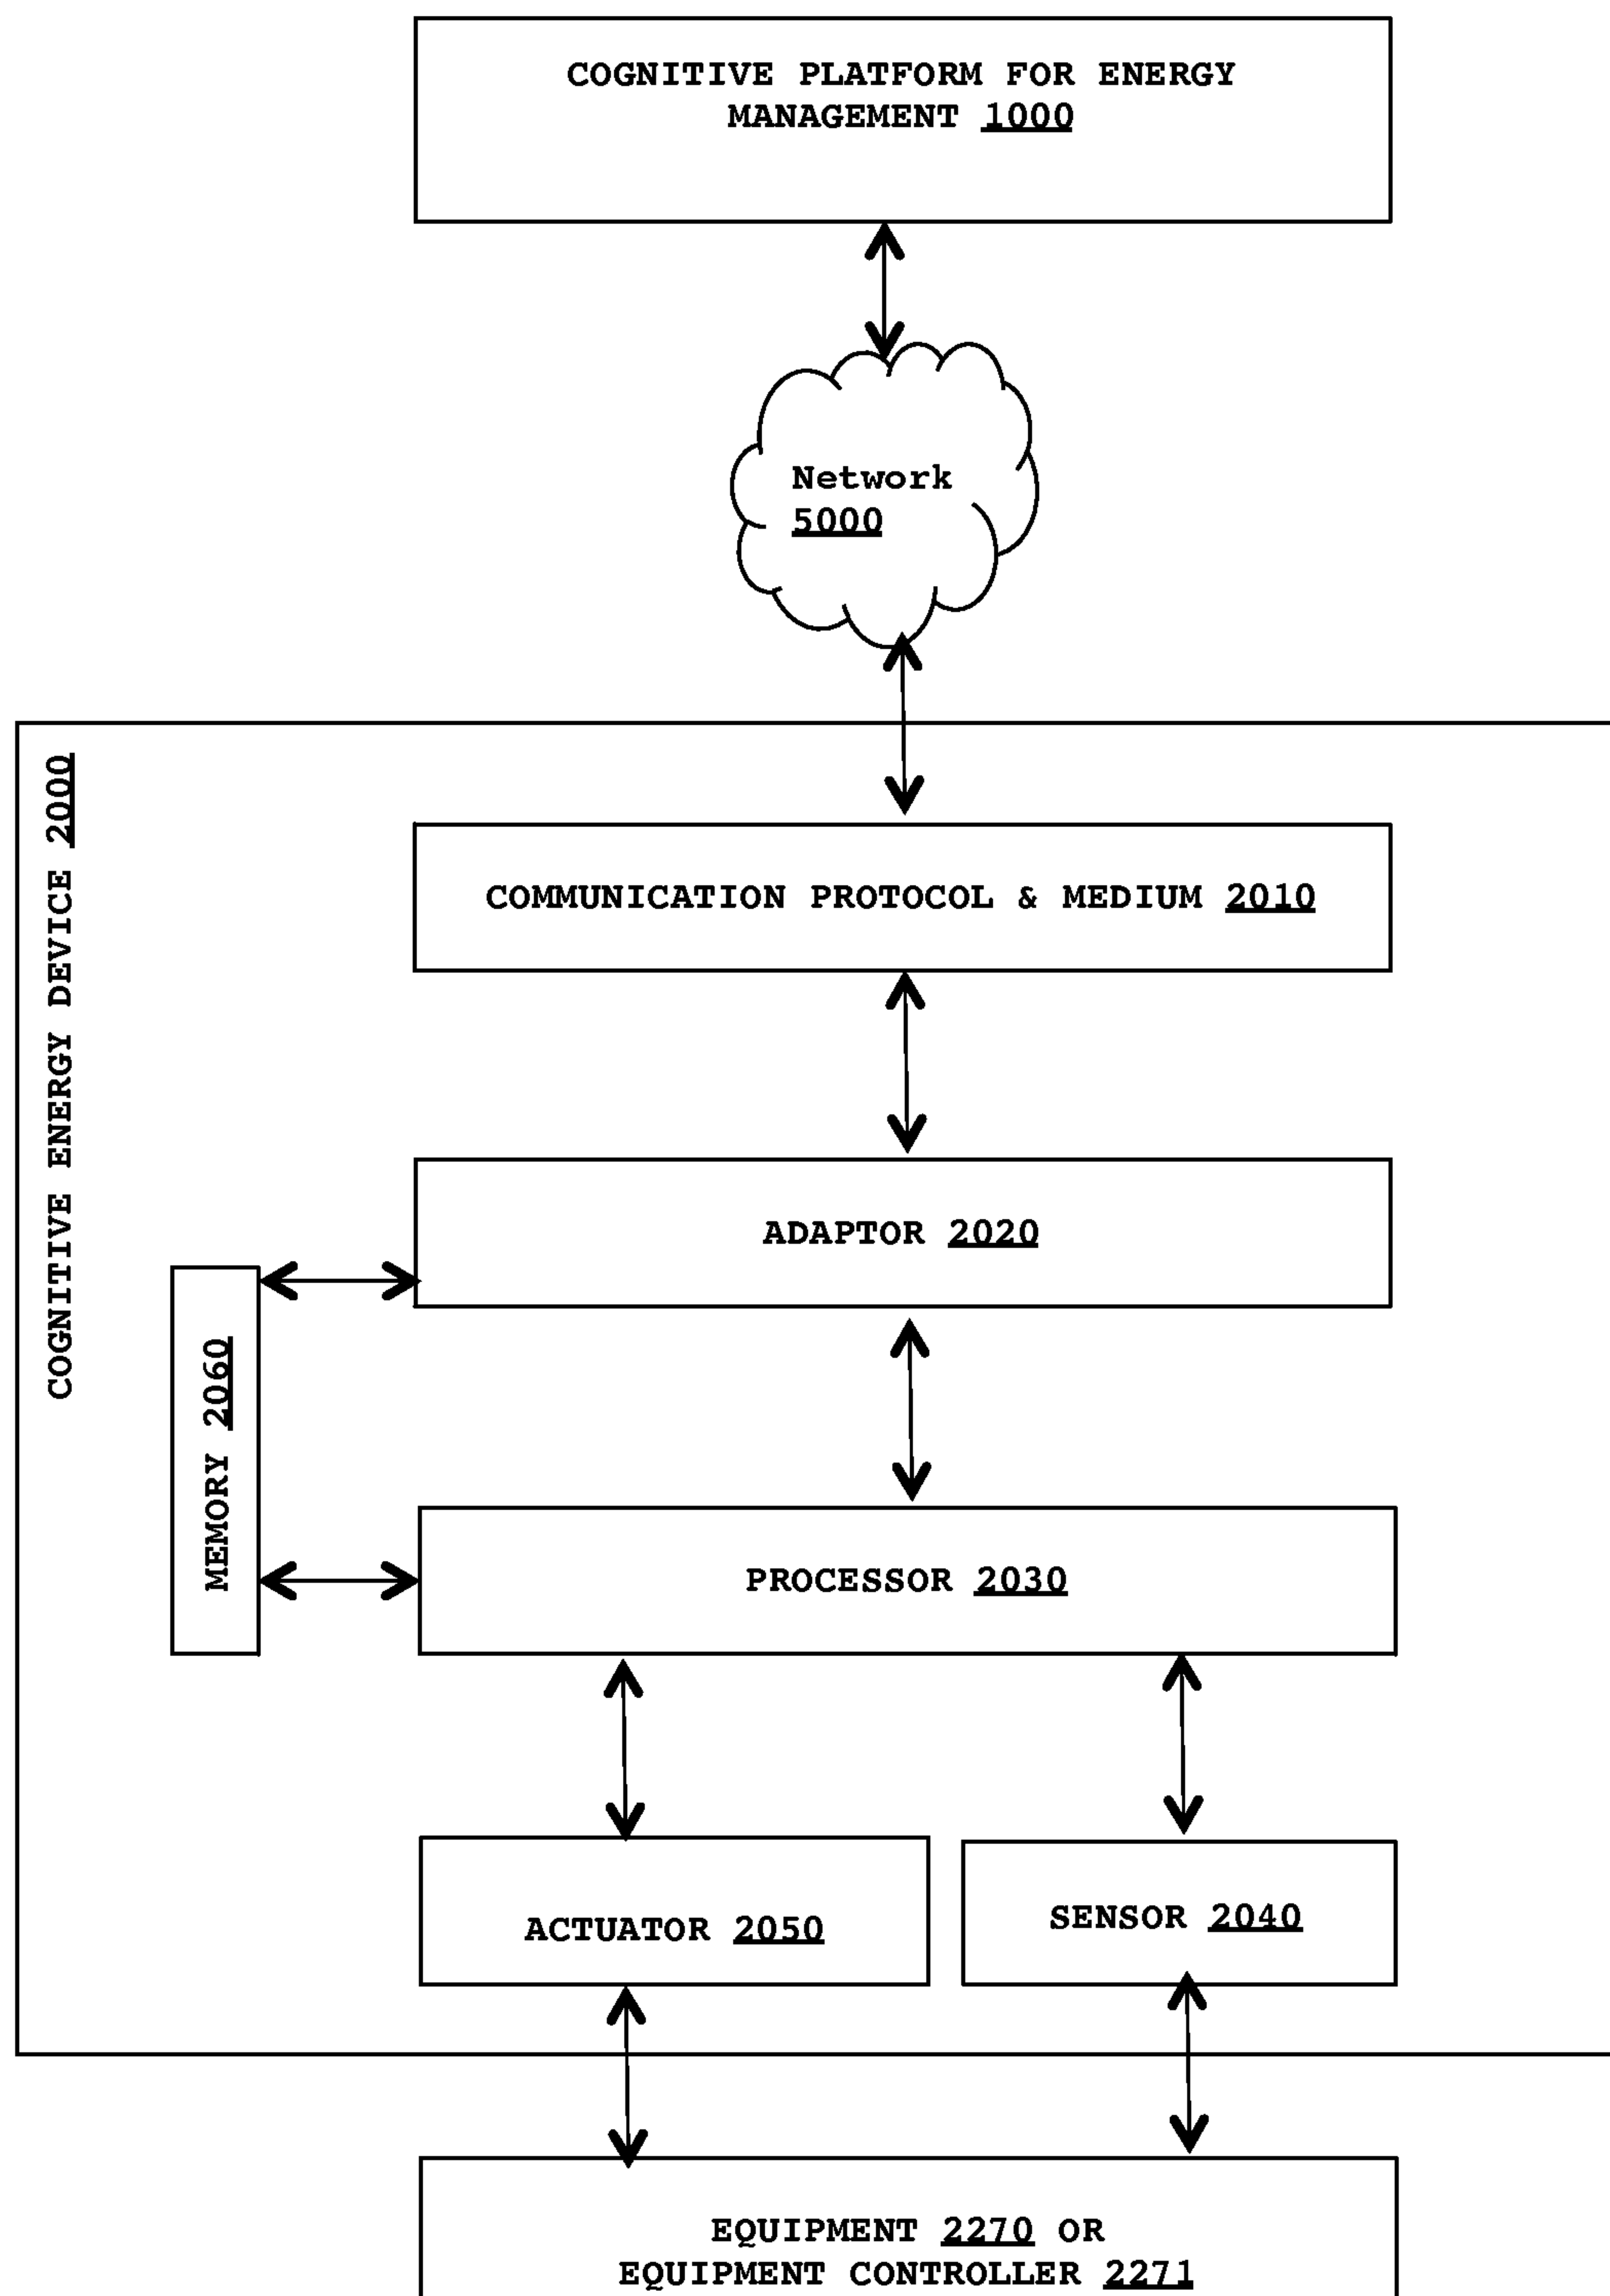 COGNITIVE PLATFORM FOR ENERGY
MANAGEMENT 1000
Network
5000
COGNITIVE ENERGY DEVICE 2000
COMMUNICATION PROTOCOL & MEDIUM 2010
ADAPTOR 2020
MEMORY 2060
PROCESSOR 2030
ACTUATOR 2050
SENSOR 2040
EQUIPMENT 2270 OR
EQUIPMENT CONTROLLER 2271